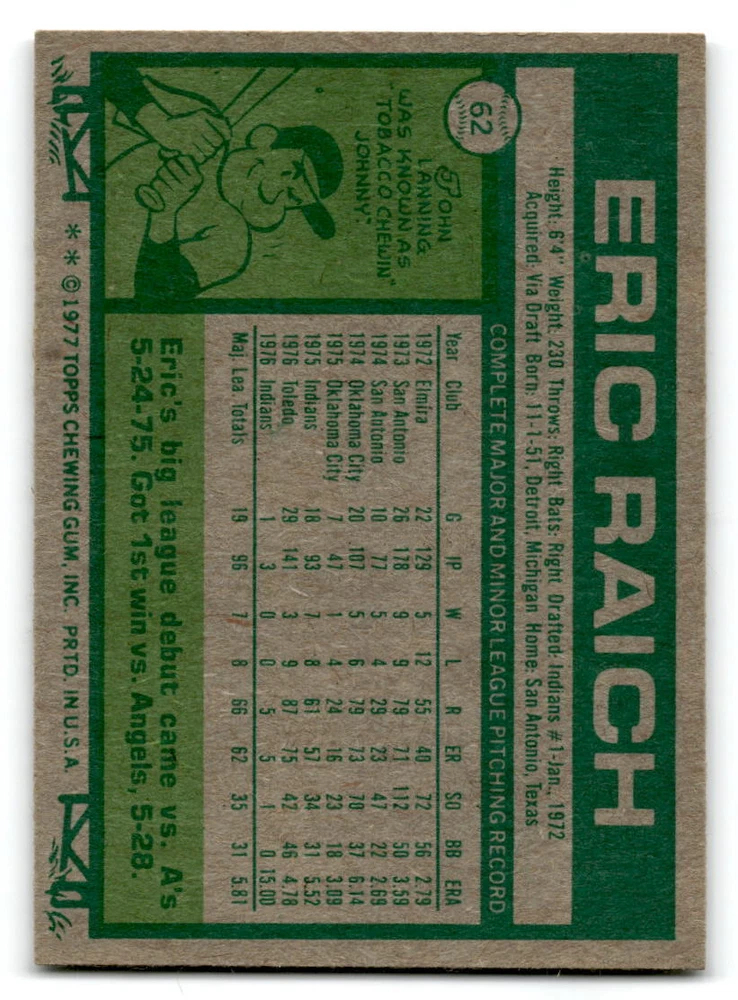 62
ERIC RAICH
Height: 6'4" Weight: 230 Throws: Right Bats: Right Drafted: Indians #1-Jan., 1972
Acquired: Via Draft Born: 11-1-51, Detroit, Michigan Home: San Antonio, Texas
COMPLETE MAJOR AND MINOR LEAGUE PITCHING RECORD
JOHN
LANNING
WAS KNOWN AS
"TOBACCO CHEWIN'
JOHNNY"
Year Club G IP W L R ER SO BB ERA
1972 Elmira 22 129 5 12 55 40 72 56 2.79
1973 San Antonio 26 178 9 9 79 71 112 50 3.59
1974 San Antonio 10 77 5 4 29 23 47 22 2.69
1974 Oklahoma City 20 107 5 6 79 73 70 37 6.14
1975 Oklahoma City 7 47 1 4 24 16 23 18 3.09
1975 Indians 18 93 7 8 61 57 34 31 5.52
1976 Toledo 29 141 3 9 87 75 42 46 4.78
1976 Indians 1 3 0 0 5 5 1 0 15.00
Maj. Lea. Totals 19 96 7 8 66 62 35 31 5.81
Eric's big league debut came vs. A's
5-24-75. Got 1st win vs. Angels, 5-28.
* * © 1977 TOPPS CHEWING GUM, INC. PRTD. IN U.S.A.